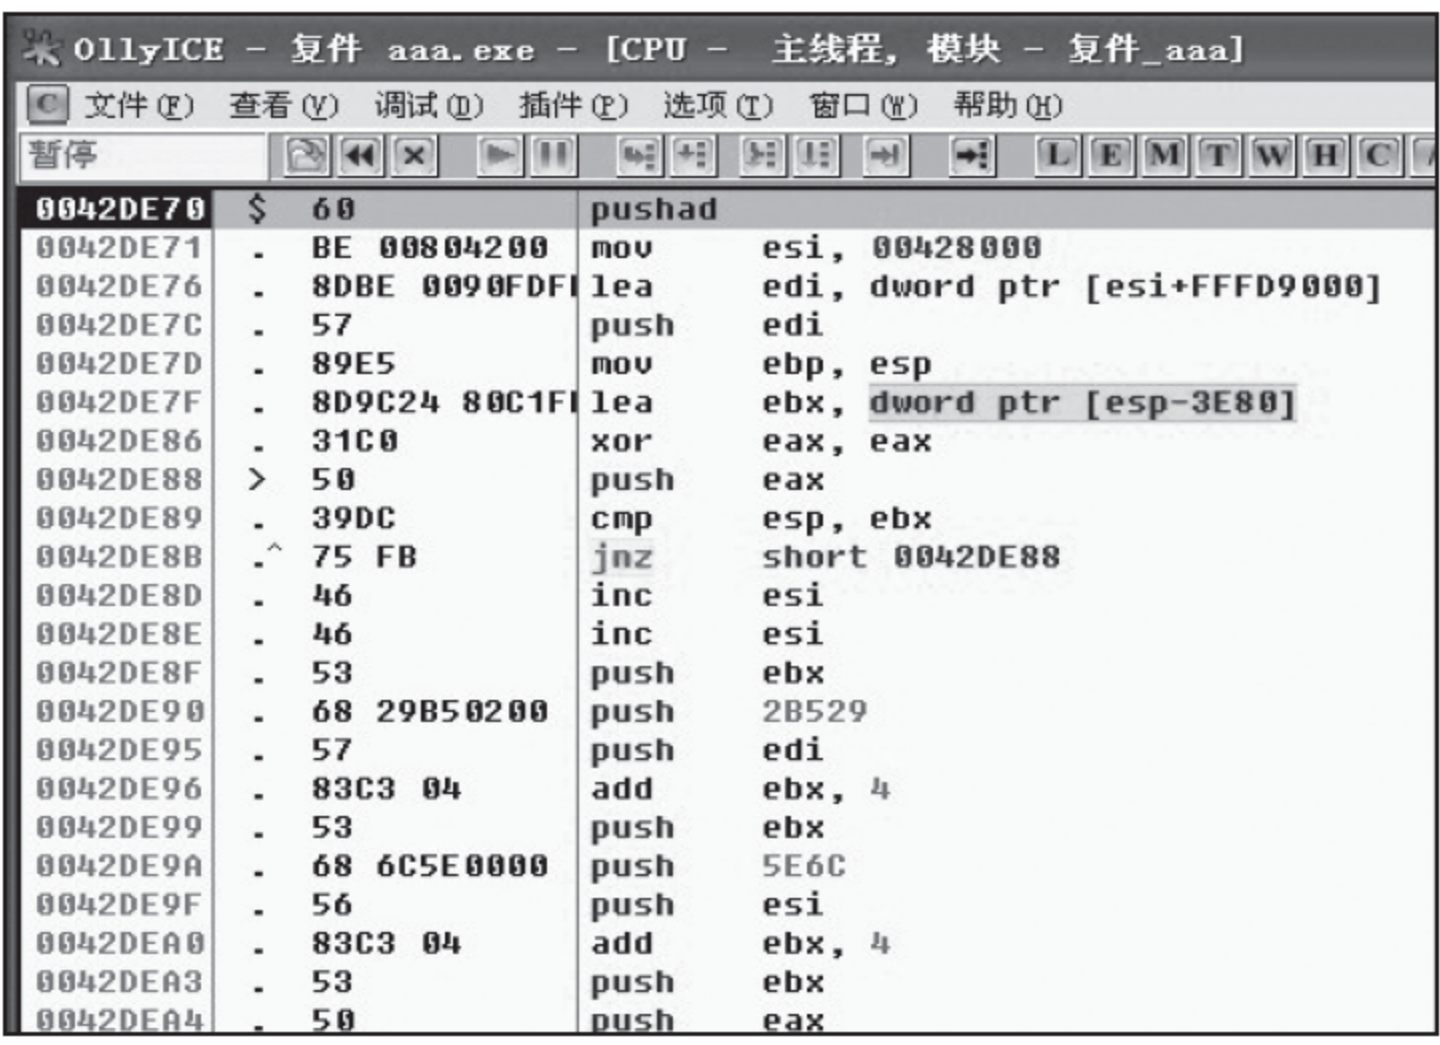 OllyICE - 复件 aaa.exe - [CPU - 主线程, 模块 - 复件_aaa]
C 文件(F) 查看(V) 调试(D) 插件(P) 选项(T) 窗口(W) 帮助(H)
暂停 L E M T W H C
0042DE70 $ 60 pushad
0042DE71 . BE 00804200 mov esi, 00428000
0042DE76 . 8DBE 0090FDF lea edi, dword ptr [esi+FFFD9000]
0042DE7C . 57 push edi
0042DE7D . 89E5 mov ebp, esp
0042DE7F . 8D9C24 80C1F lea ebx, dword ptr [esp-3E80]
0042DE86 . 31C0 xor eax, eax
0042DE88 > 50 push eax
0042DE89 . 39DC cmp esp, ebx
0042DE8B .^ 75 FB jnz short 0042DE88
0042DE8D . 46 inc esi
0042DE8E . 46 inc esi
0042DE8F . 53 push ebx
0042DE90 . 68 29B50200 push 2B529
0042DE95 . 57 push edi
0042DE96 . 83C3 04 add ebx, 4
0042DE99 . 53 push ebx
0042DE9A . 68 6C5E0000 push 5E6C
0042DE9F . 56 push esi
0042DEA0 . 83C3 04 add ebx, 4
0042DEA3 . 53 push ebx
0042DEA4 . 50 push eax